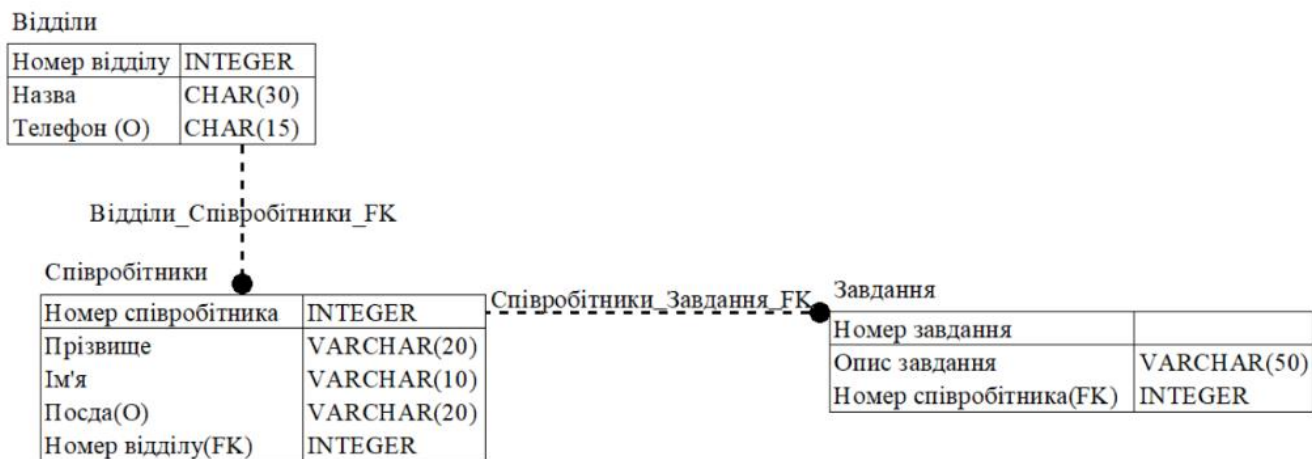 Відділи
Номер відділу INTEGER
Назва CHAR(30)
Телефон (О) CHAR(15)
Відділи_Співробітники_FK
Співробітники
Номер співробітника INTEGER
Прізвище VARCHAR(20)
Ім'я VARCHAR(10)
Посда(О) VARCHAR(20)
Номер відділу(FK) INTEGER
Співробітники_Завдання_FK
Завдання
Номер завдання
Опис завдання VARCHAR(50)
Номер співробітника(FK) INTEGER